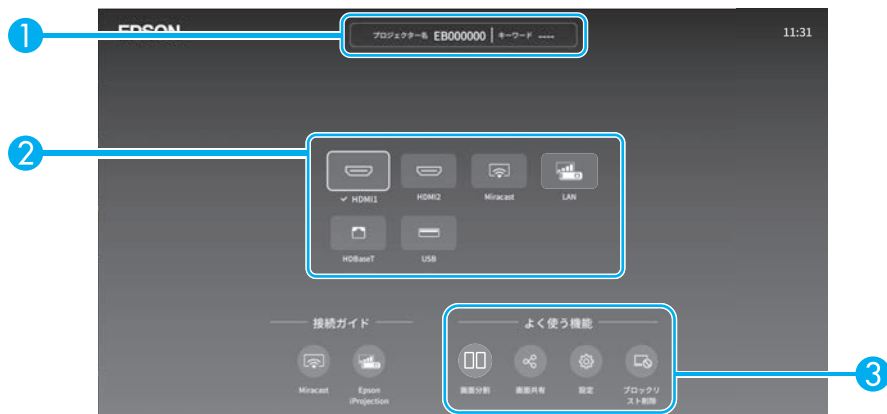 1
EPSON
プロジェクター名 EB000000 | キーワード ----
11:31
2
HDMI1
HDMI2
Miracast
LAN
HDBaseT
USB
接続ガイド
よく使う機能
3
Miracast
Epson
iProjection
画面分割
画面共有
設定
ブロックリ
スト削除